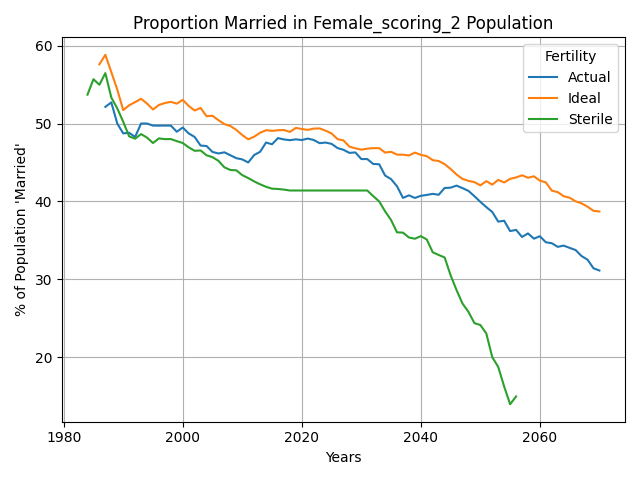 Proportion Married in Female_scoring_2 Population
Fertility
Actual
Ideal
Sterile
% of Population 'Married'
60
50
40
30
20
1980
2000
2020
2040
2060
Years